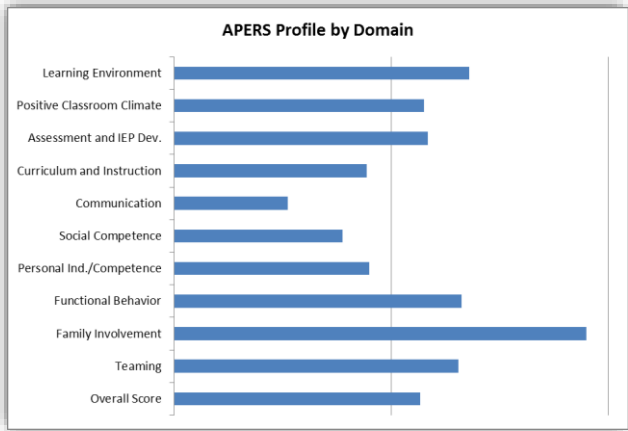 APERS Profile by Domain
Learning Environment
Positive Classroom Climate
Assessment and IEP Dev.
Curriculum and Instruction
Communication
Social Competence
Personal Ind./Competence
Functional Behavior
Family Involvement
Teaming
Overall Score